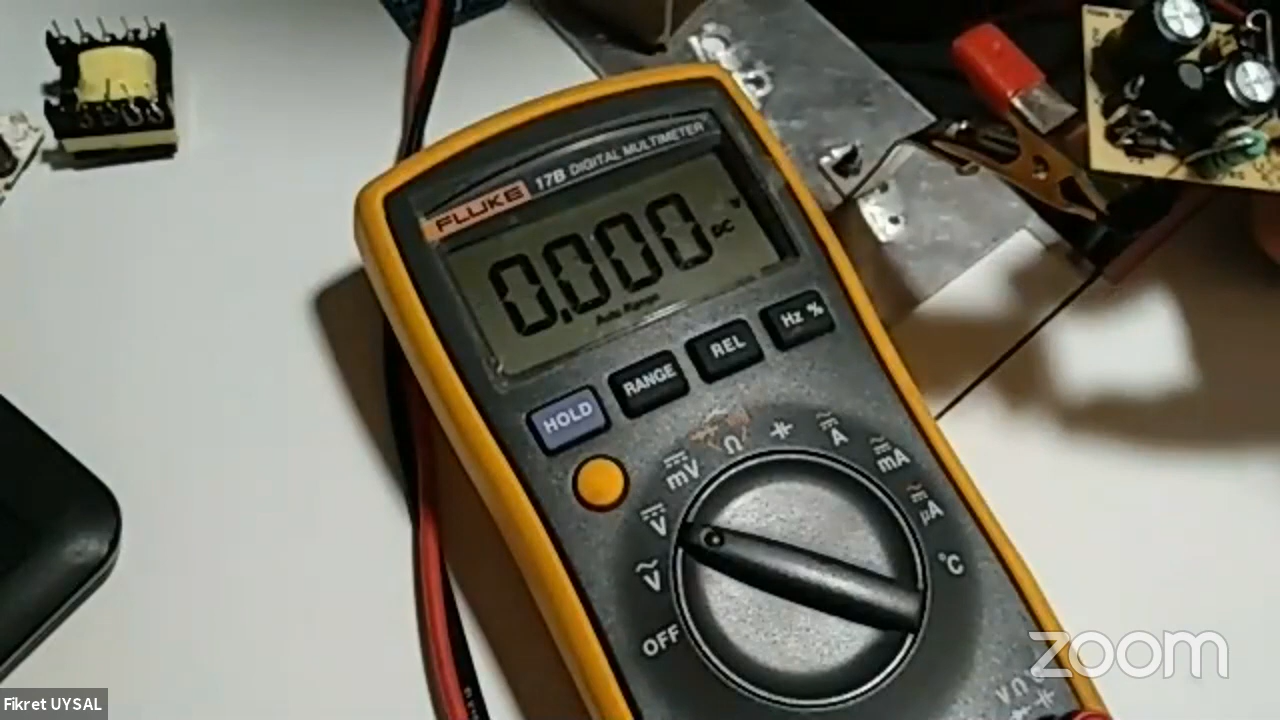 FLUKE 17B DIGITAL MULTIMETER
0.000 DC V
Auto Range
HOLD RANGE REL Hz %
mV Ω A mA µA °C
V
V
OFF
V Ω
zoom
Fikret UYSAL